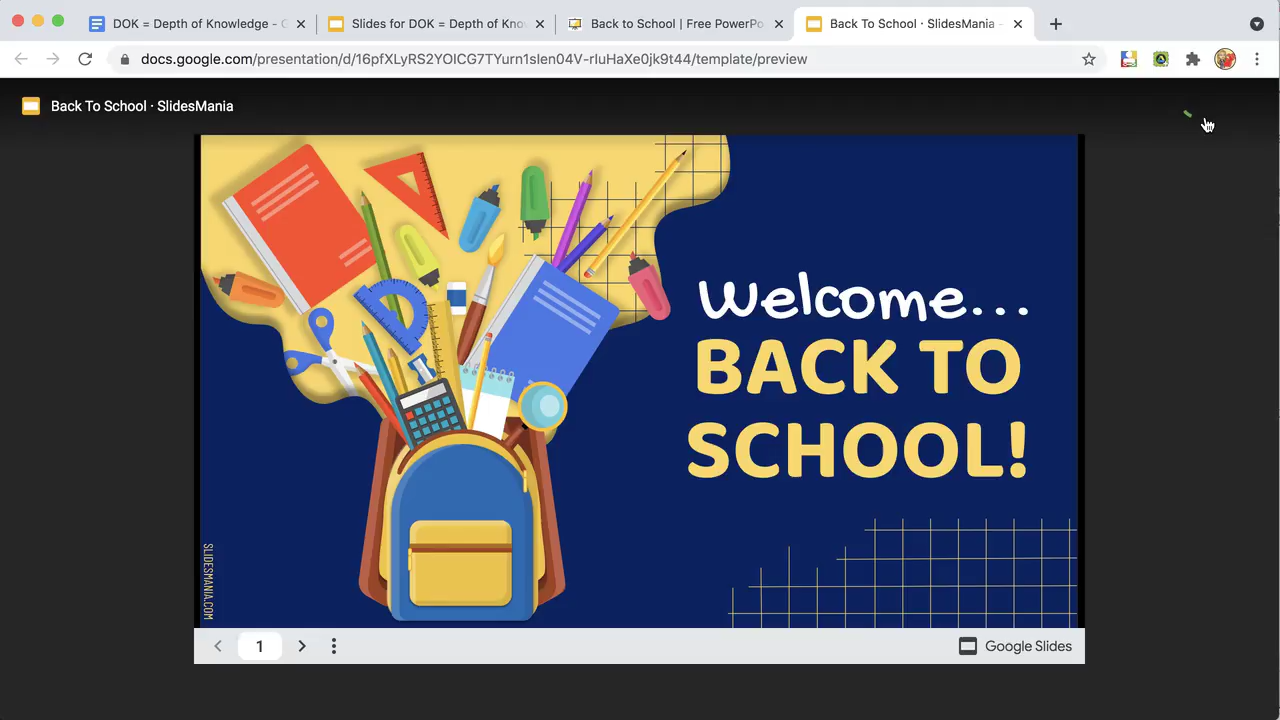 DOK = Depth of Knowledge - G
Slides for DOK = Depth of Know
Back to School | Free PowerPo
Back To School · SlidesMania -
docs.google.com/presentation/d/16pfXLyRS2YOlCG7TYurn1slen04V-rIuHaXe0jk9t44/template/preview
Back To School · SlidesMania
Welcome...
BACK TO
SCHOOL!
SLIDESMANIA.COM
1
Google Slides